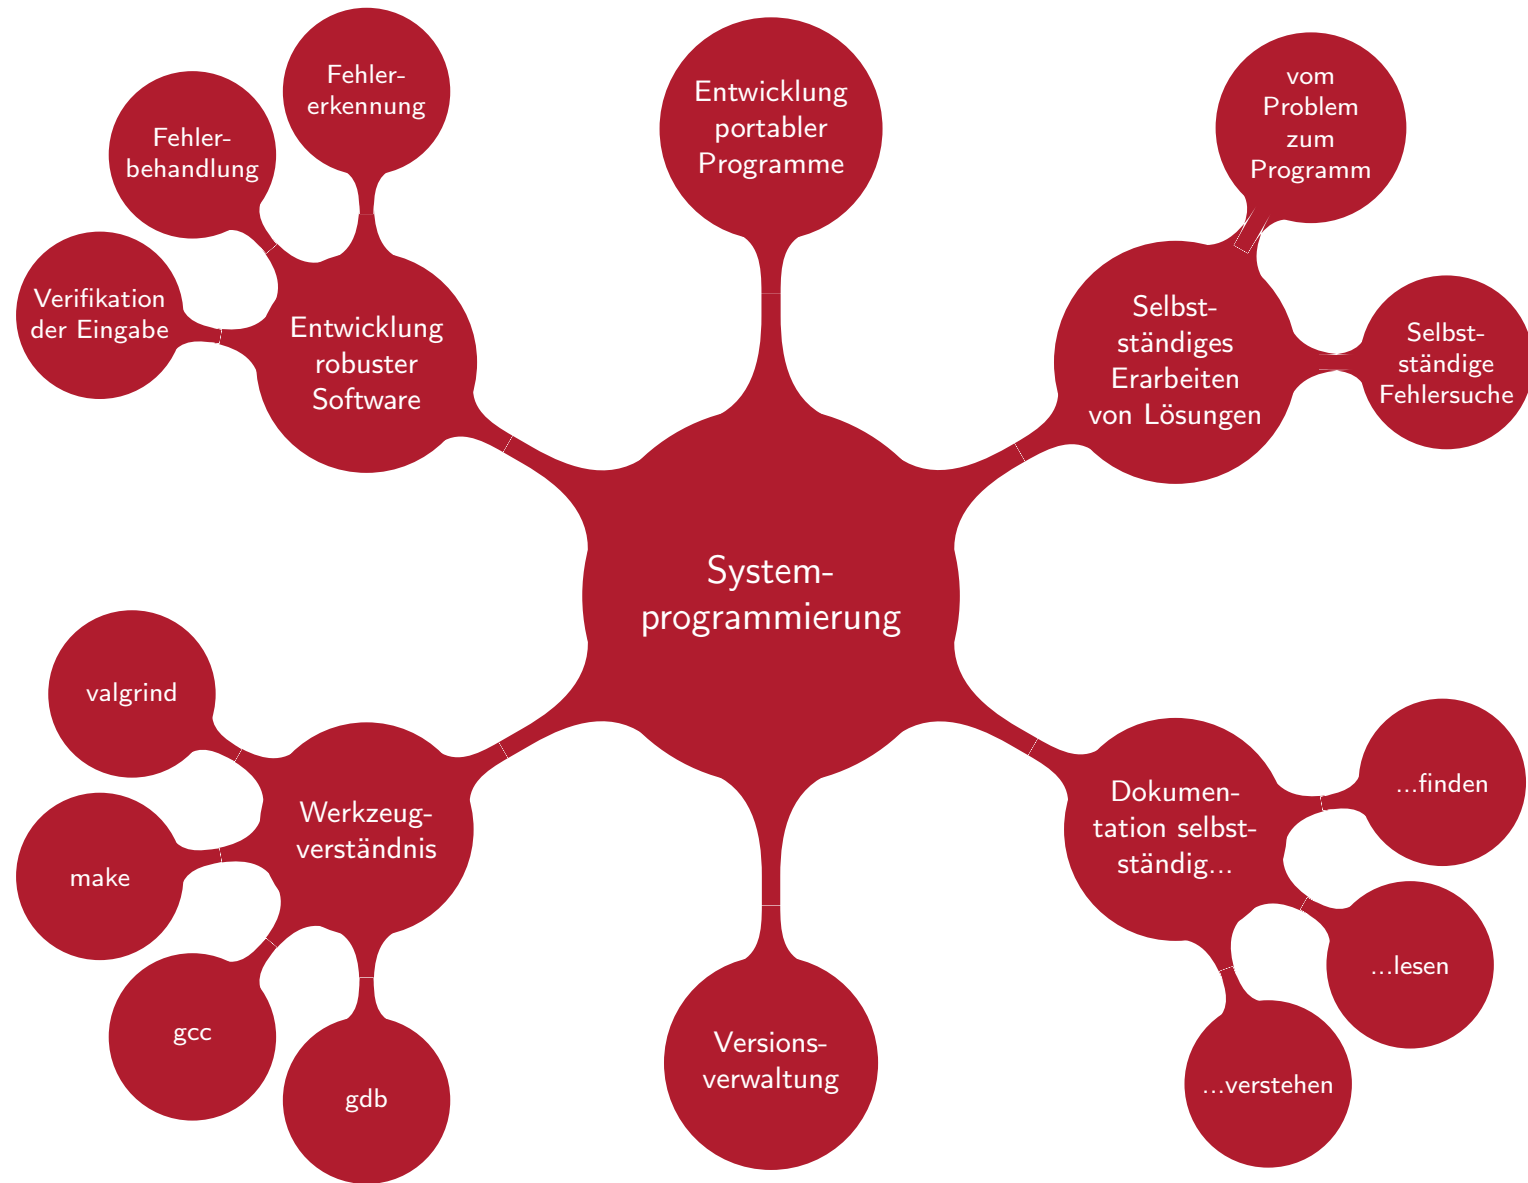 Fehler-
erkennung
Fehler-
behandlung
Verifikation
der Eingabe
Entwicklung
robuster
Software
Entwicklung
portabler
Programme
vom
Problem
zum
Programm
Selbst-
ständiges
Erarbeiten
von Lösungen
Selbst-
ständige
Fehlersuche
System-
programmierung
valgrind
make
gcc
gdb
Werkzeug-
verständnis
Versions-
verwaltung
Dokumen-
tation selbst-
ständig...
...finden
...lesen
...verstehen